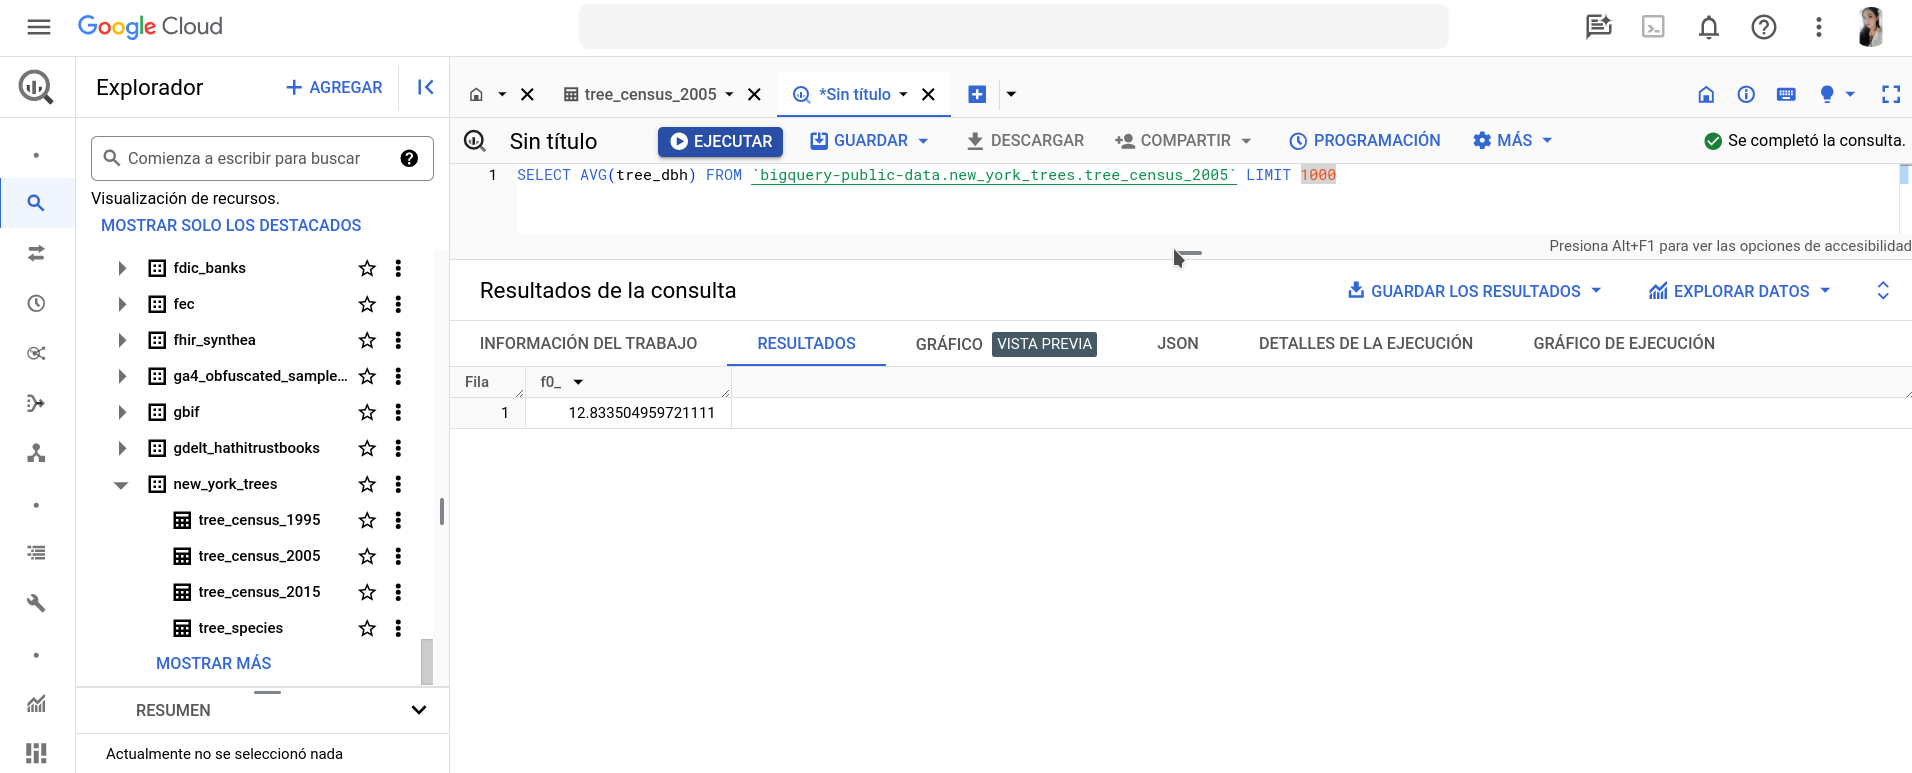 Google Cloud
Explorador
AGREGAR
Comienza a escribir para buscar
Visualización de recursos.
MOSTRAR SOLO LOS DESTACADOS
fdic_banks
fec
fhir_synthea
ga4_obfuscated_sample...
gbif
gdelt_hathitrustbooks
new_york_trees
tree_census_1995
tree_census_2005
tree_census_2015
tree_species
MOSTRAR MÁS
RESUMEN
Actualmente no se seleccionó nada
tree_census_2005
*Sin título
Sin título
EJECUTAR
GUARDAR
DESCARGAR
COMPARTIR
PROGRAMACIÓN
MÁS
Se completó la consulta.
1 SELECT AVG(tree_dbh) FROM `bigquery-public-data.new_york_trees.tree_census_2005` LIMIT 1000
Presiona Alt+F1 para ver las opciones de accesibilidad
Resultados de la consulta
GUARDAR LOS RESULTADOS
EXPLORAR DATOS
INFORMACIÓN DEL TRABAJO
RESULTADOS
GRÁFICO VISTA PREVIA
JSON
DETALLES DE LA EJECUCIÓN
GRÁFICO DE EJECUCIÓN
Fila f0_
1 12.833504959721111